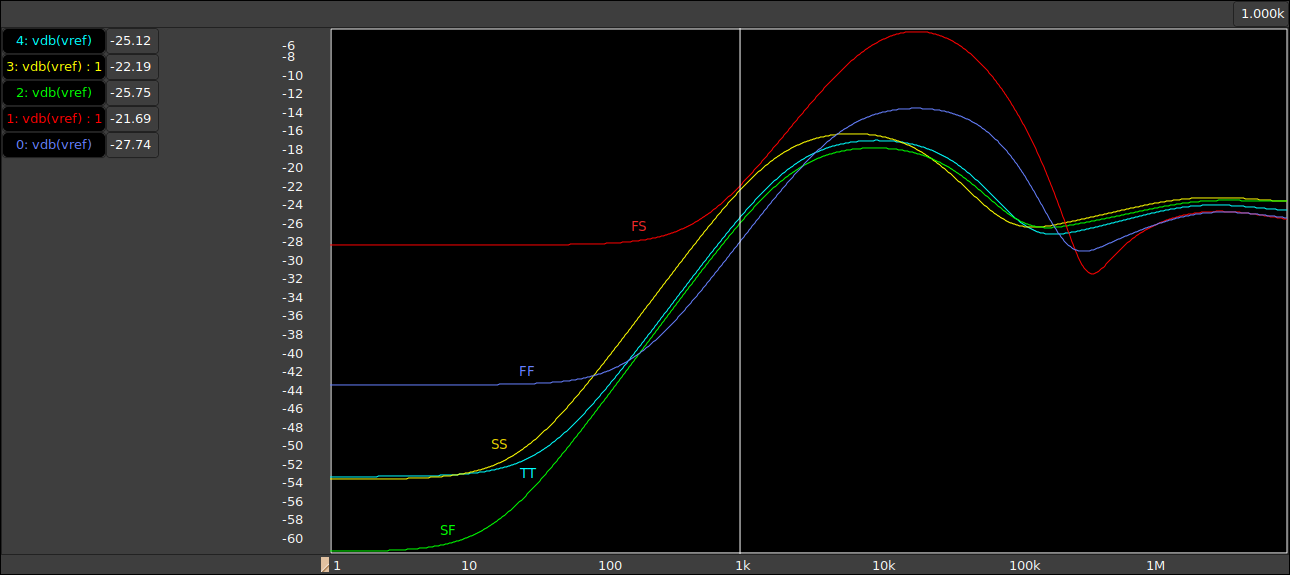 1.000k
4: vdb(vref) -25.12
3: vdb(vref) : 1 -22.19
2: vdb(vref) -25.75
1: vdb(vref) : 1 -21.69
0: vdb(vref) -27.74
-6
-8
-10
-12
-14
-16
-18
-20
-22
-24
-26
-28
-30
-32
-34
-36
-38
-40
-42
-44
-46
-48
-50
-52
-54
-56
-58
-60
FS
FF
SS
TT
SF
1 10 100 1k 10k 100k 1M